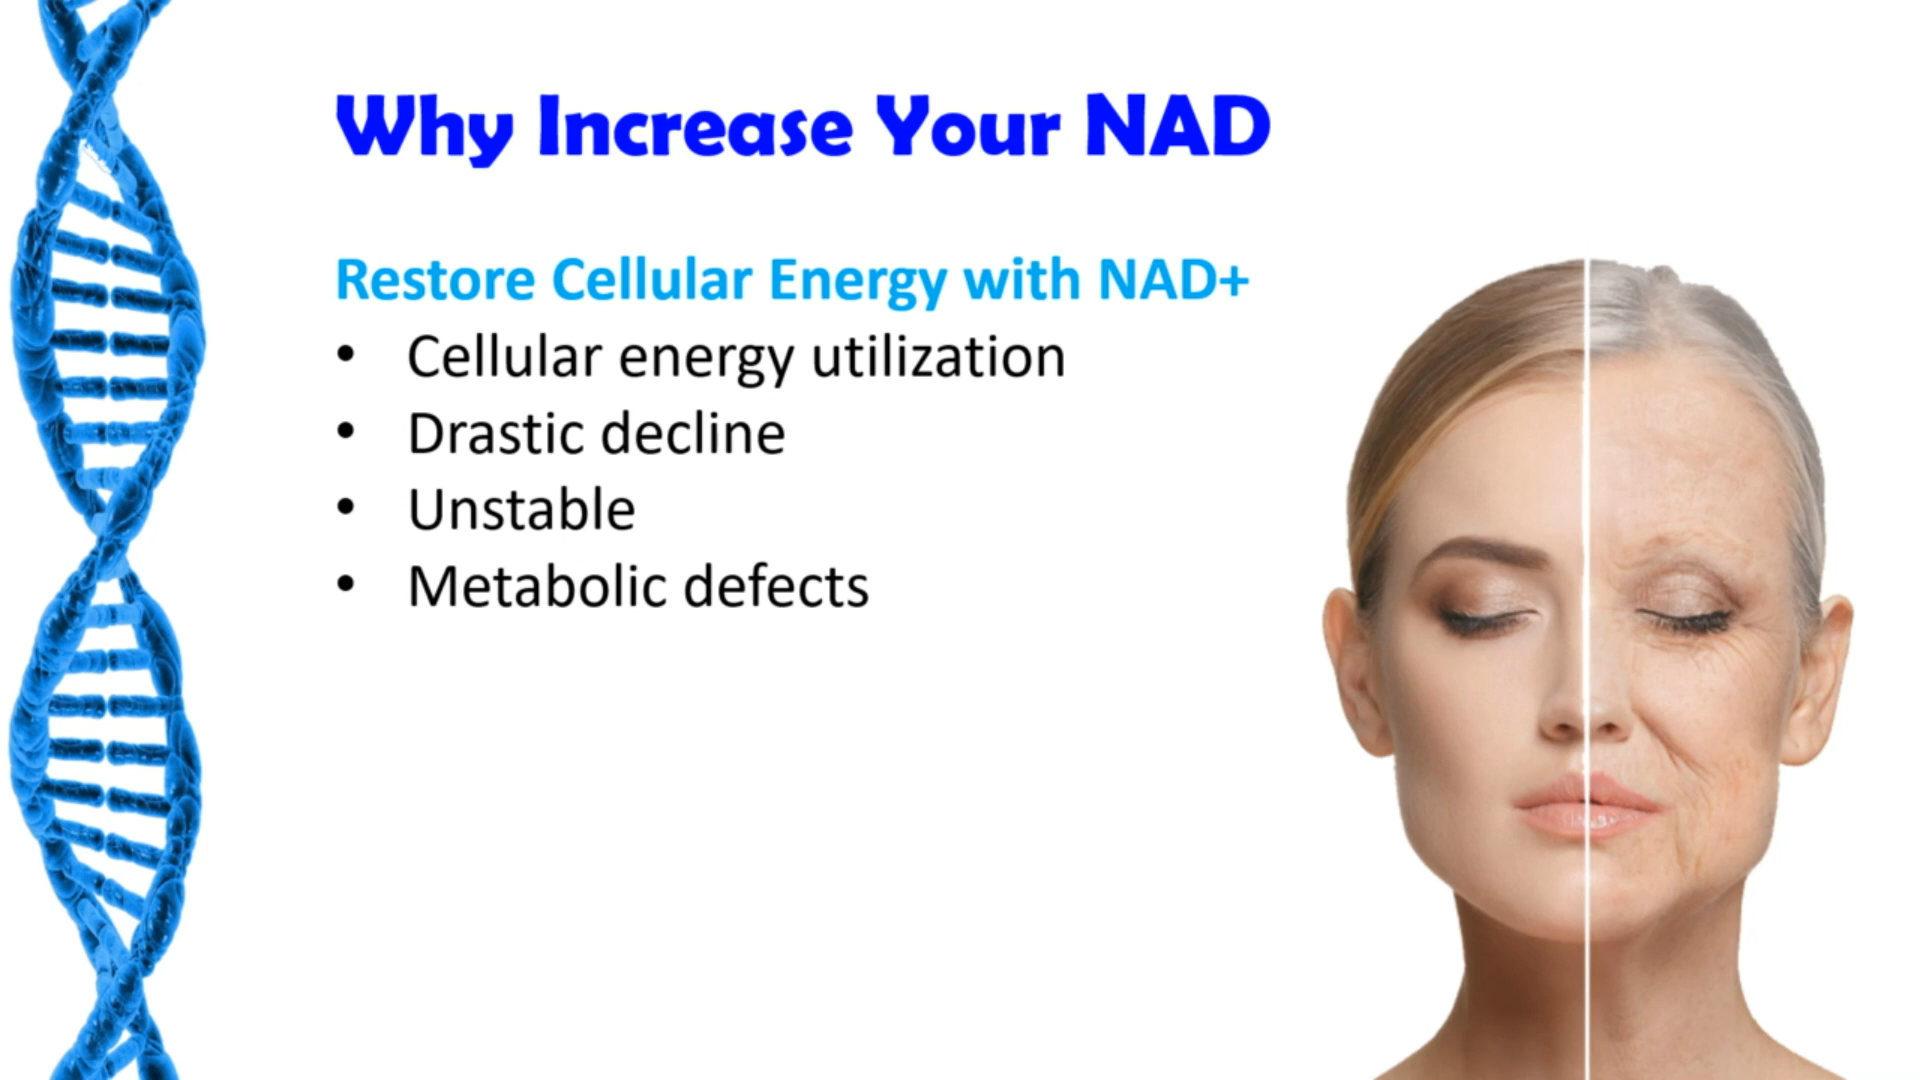 Why Increase Your NAD
Restore Cellular Energy with NAD+
• Cellular energy utilization
• Drastic decline
• Unstable
• Metabolic defects